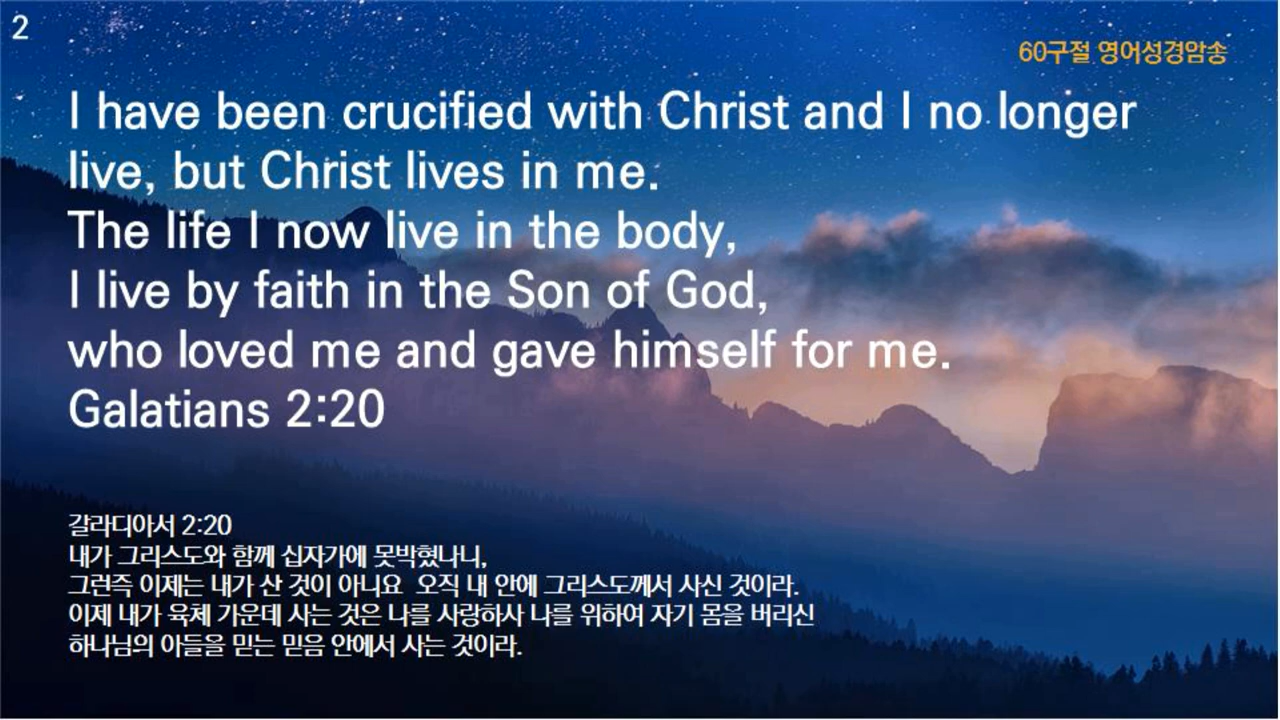 2
60구절 영어성경암송
I have been crucified with Christ and I no longer
live, but Christ lives in me.
The life I now live in the body,
I live by faith in the Son of God,
who loved me and gave himself for me.
Galatians 2:20
갈라디아서 2:20
내가 그리스도와 함께 십자가에 못박혔나니,
그런즉 이제는 내가 산 것이 아니요 오직 내 안에 그리스도께서 사신 것이라.
이제 내가 육체 가운데 사는 것은 나를 사랑하사 나를 위하여 자기 몸을 버리신
하나님의 아들을 믿는 믿음 안에서 사는 것이라.